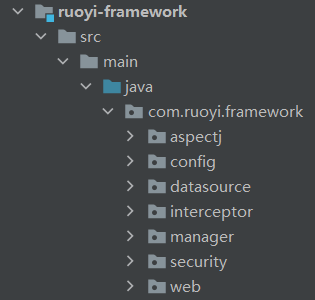 ruoyi-framework
src
main
java
com.ruoyi.framework
aspectj
config
datasource
interceptor
manager
security
web